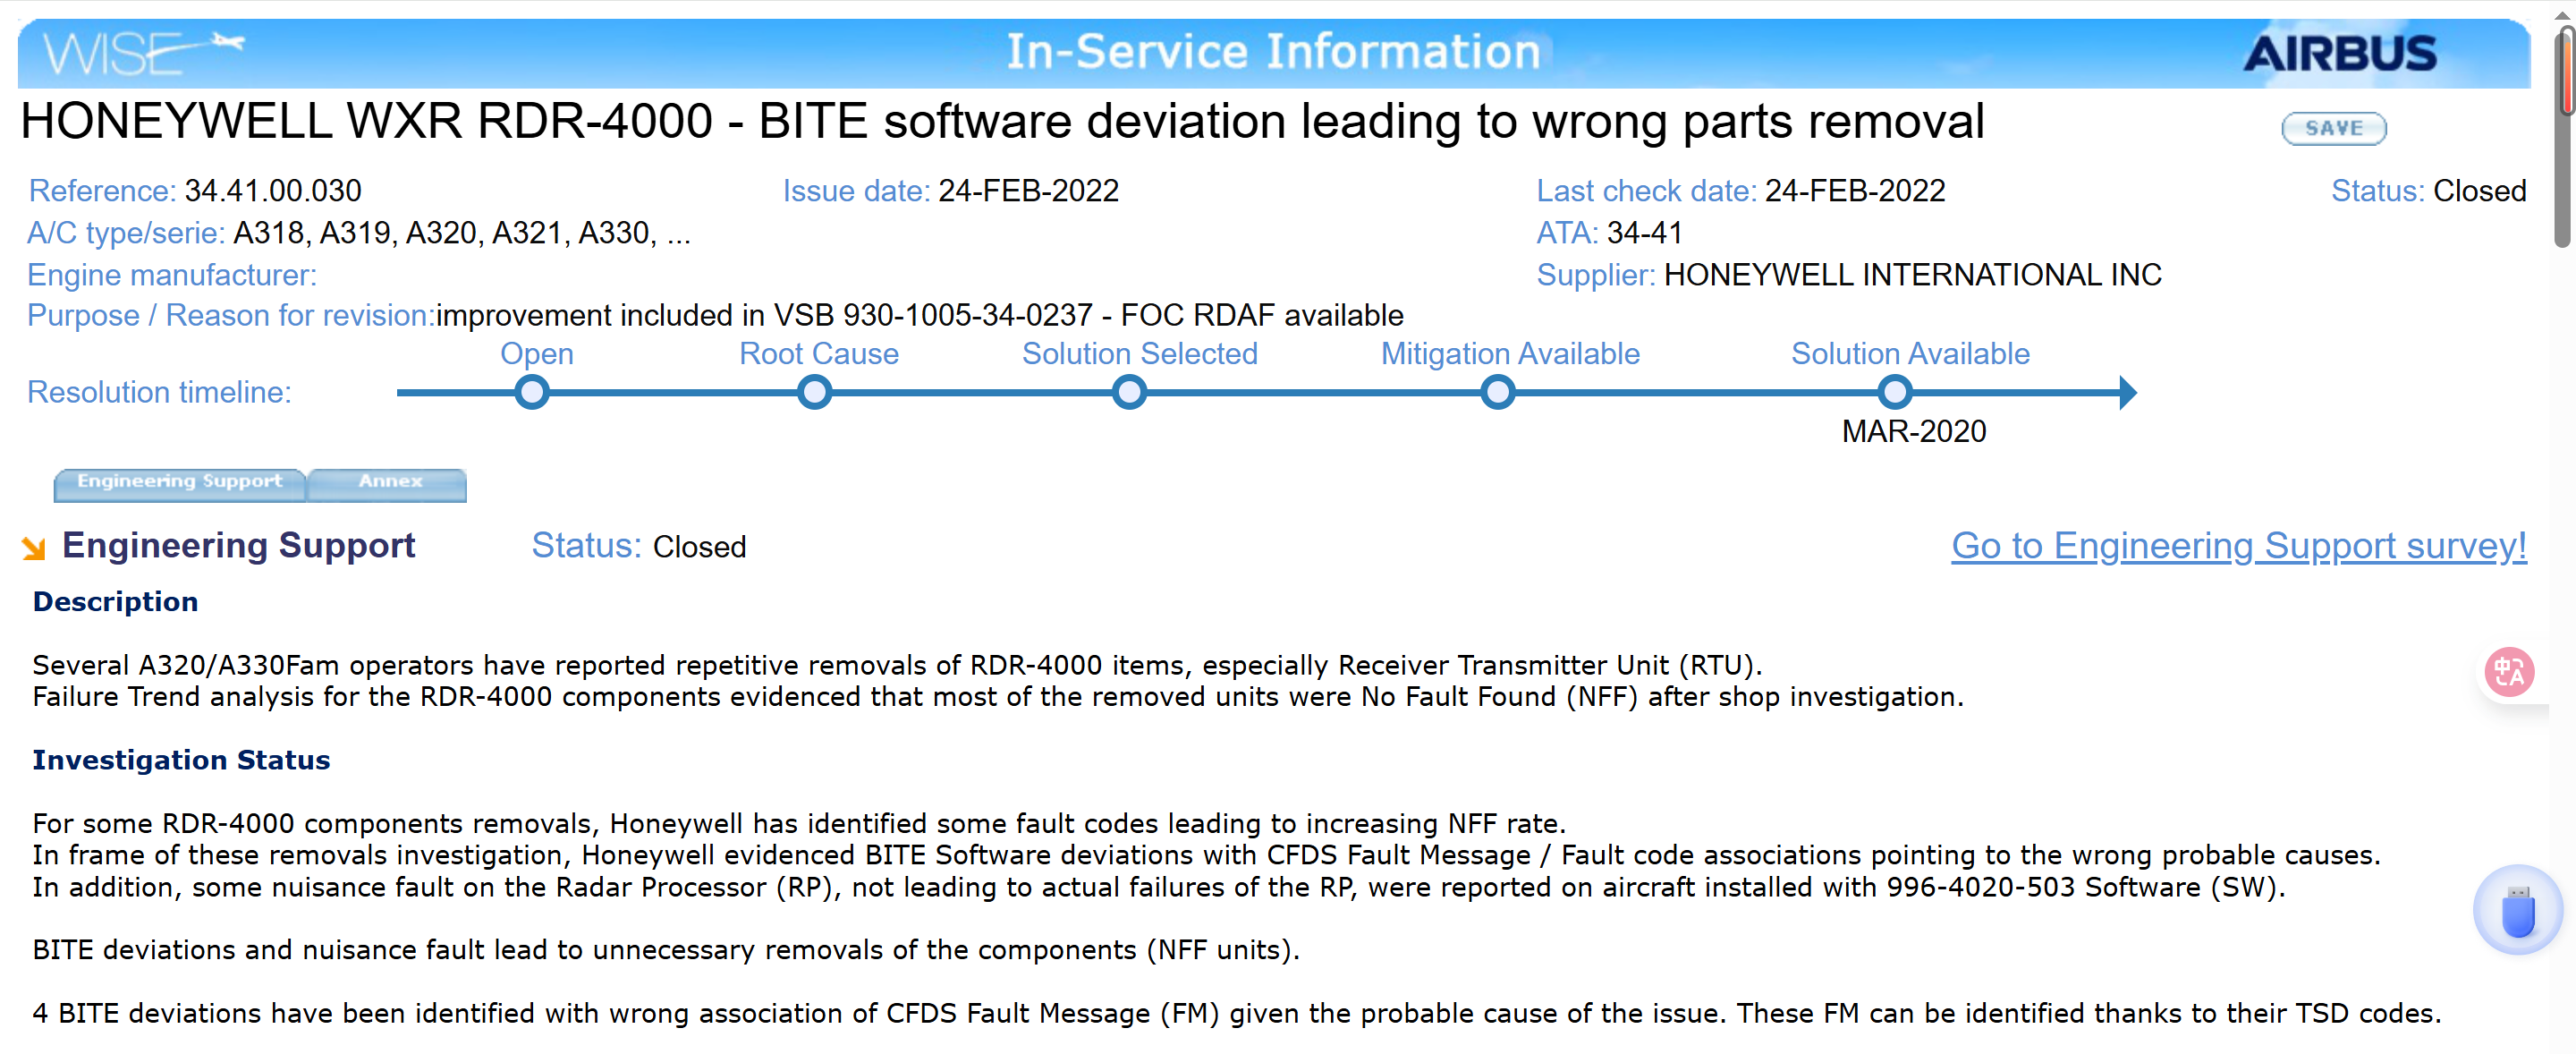 WISE In-Service Information AIRBUS
HONEYWELL WXR RDR-4000 - BITE software deviation leading to wrong parts removal
SAVE
Reference: 34.41.00.030 Issue date: 24-FEB-2022 Last check date: 24-FEB-2022 Status: Closed
A/C type/serie: A318, A319, A320, A321, A330, ... ATA: 34-41
Engine manufacturer: Supplier: HONEYWELL INTERNATIONAL INC
Purpose / Reason for revision:improvement included in VSB 930-1005-34-0237 - FOC RDAF available
Open Root Cause Solution Selected Mitigation Available Solution Available
Resolution timeline:
MAR-2020
Engineering Support Annex
Engineering Support Status: Closed Go to Engineering Support survey!
Description
Several A320/A330Fam operators have reported repetitive removals of RDR-4000 items, especially Receiver Transmitter Unit (RTU).
Failure Trend analysis for the RDR-4000 components evidenced that most of the removed units were No Fault Found (NFF) after shop investigation.
Investigation Status
For some RDR-4000 components removals, Honeywell has identified some fault codes leading to increasing NFF rate.
In frame of these removals investigation, Honeywell evidenced BITE Software deviations with CFDS Fault Message / Fault code associations pointing to the wrong probable causes.
In addition, some nuisance fault on the Radar Processor (RP), not leading to actual failures of the RP, were reported on aircraft installed with 996-4020-503 Software (SW).
BITE deviations and nuisance fault lead to unnecessary removals of the components (NFF units).
4 BITE deviations have been identified with wrong association of CFDS Fault Message (FM) given the probable cause of the issue. These FM can be identified thanks to their TSD codes.
中 A